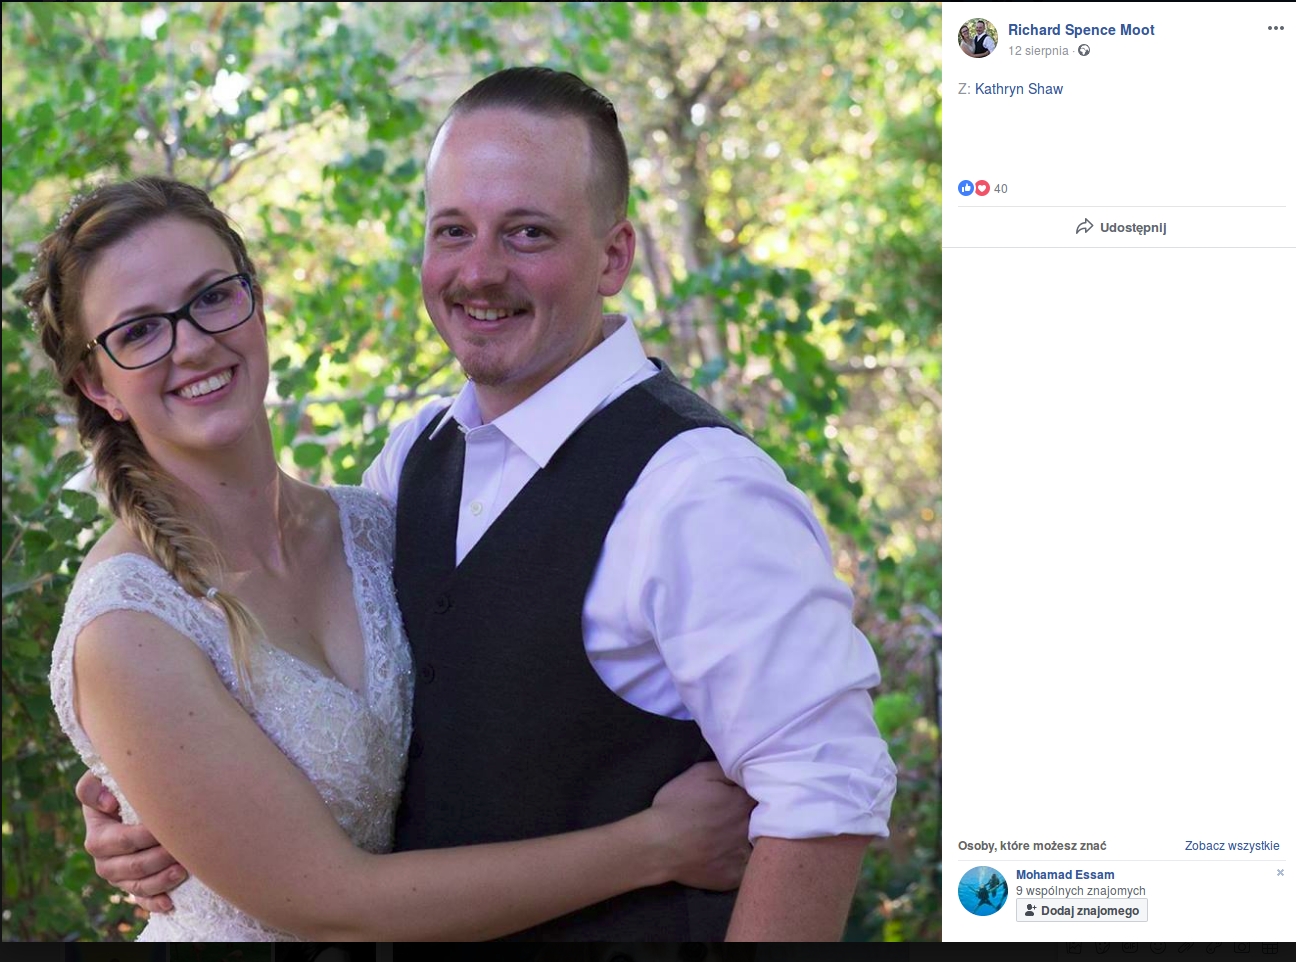 Richard Spence Moot
12 sierpnia ·
Z: Kathryn Shaw
40
Udostępnij
Osoby, które możesz znać
Zobacz wszystkie
Mohamad Essam
9 wspólnych znajomych
Dodaj znajomego